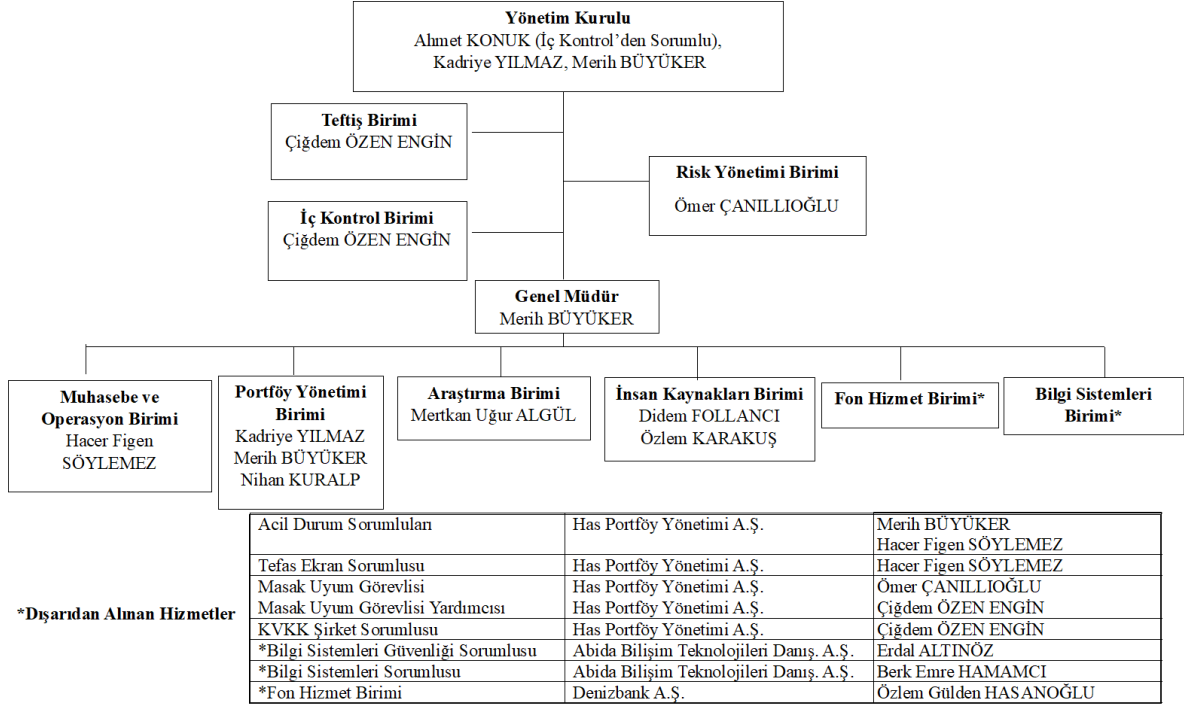 Yönetim Kurulu
Ahmet KONUK (İç Kontrol’den Sorumlu),
Kadriye YILMAZ, Merih BÜYÜKER
Teftiş Birimi
Çiğdem ÖZEN ENGİN
Risk Yönetimi Birimi
Ömer ÇANILLIOĞLU
İç Kontrol Birimi
Çiğdem ÖZEN ENGİN
Genel Müdür
Merih BÜYÜKER
Muhasebe ve
Operasyon Birimi
Hacer Figen
SÖYLEMEZ
Portföy Yönetimi
Birimi
Kadriye YILMAZ
Merih BÜYÜKER
Nihan KURALP
Araştırma Birimi
Mertkan Uğur ALGÜL
İnsan Kaynakları Birimi
Didem FOLLANCI
Özlem KARAKUŞ
Fon Hizmet Birimi*
Bilgi Sistemleri
Birimi*
*Dışarıdan Alınan Hizmetler
Acil Durum Sorumluları Has Portföy Yönetimi A.Ş. Merih BÜYÜKER
Hacer Figen SÖYLEMEZ
Tefas Ekran Sorumlusu Has Portföy Yönetimi A.Ş. Hacer Figen SÖYLEMEZ
Masak Uyum Görevlisi Has Portföy Yönetimi A.Ş. Ömer ÇANILLIOĞLU
Masak Uyum Görevlisi Yardımcısı Has Portföy Yönetimi A.Ş. Çiğdem ÖZEN ENGİN
KVKK Şirket Sorumlusu Has Portföy Yönetimi A.Ş. Çiğdem ÖZEN ENGİN
*Bilgi Sistemleri Güvenliği Sorumlusu Abida Bilişim Teknolojileri Danış. A.Ş. Erdal ALTINÖZ
*Bilgi Sistemleri Sorumlusu Abida Bilişim Teknolojileri Danış. A.Ş. Berk Emre HAMAMCI
*Fon Hizmet Birimi Denizbank A.Ş. Özlem Gülden HASANOĞLU